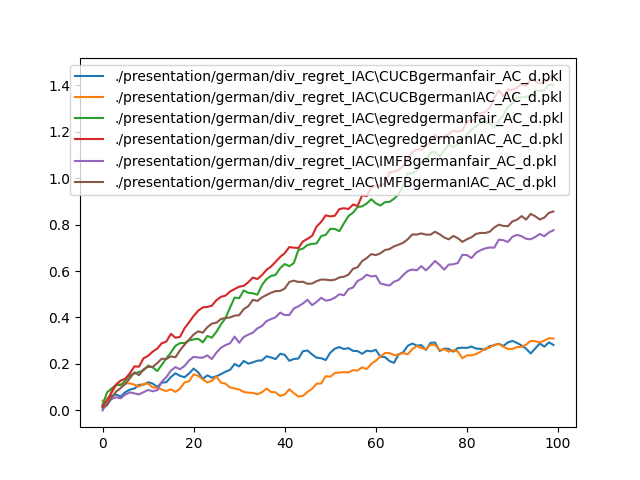 1.4
1.2
1.0
0.8
0.6
0.4
0.2
0.0
./presentation/german/div_regret_IAC\CUCBgermanfair_AC_d.pkl
./presentation/german/div_regret_IAC\CUCBgermanIAC_AC_d.pkl
./presentation/german/div_regret_IAC\egredgermanfair_AC_d.pkl
./presentation/german/div_regret_IAC\egredgermanIAC_AC_d.pkl
./presentation/german/div_regret_IAC\IMFBgermanfair_AC_d.pkl
./presentation/german/div_regret_IAC\IMFBgermanIAC_AC_d.pkl
0 20 40 60 80 100